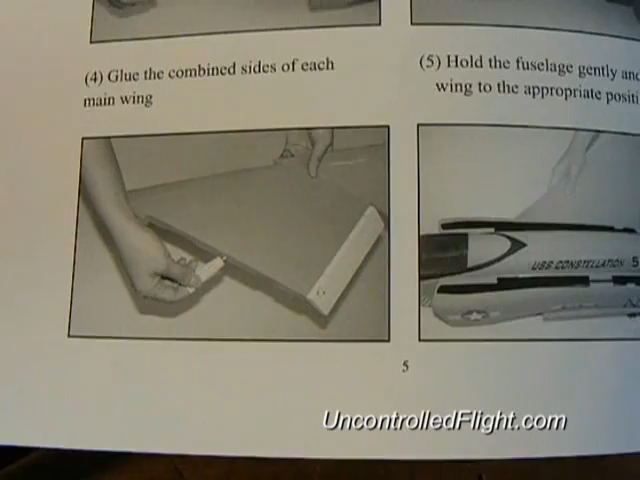 (4) Glue the combined sides of each
main wing
(5) Hold the fuselage gently and
wing to the appropriate positi
USS CONSTELLATION 5
5
UncontrolledFlight.com